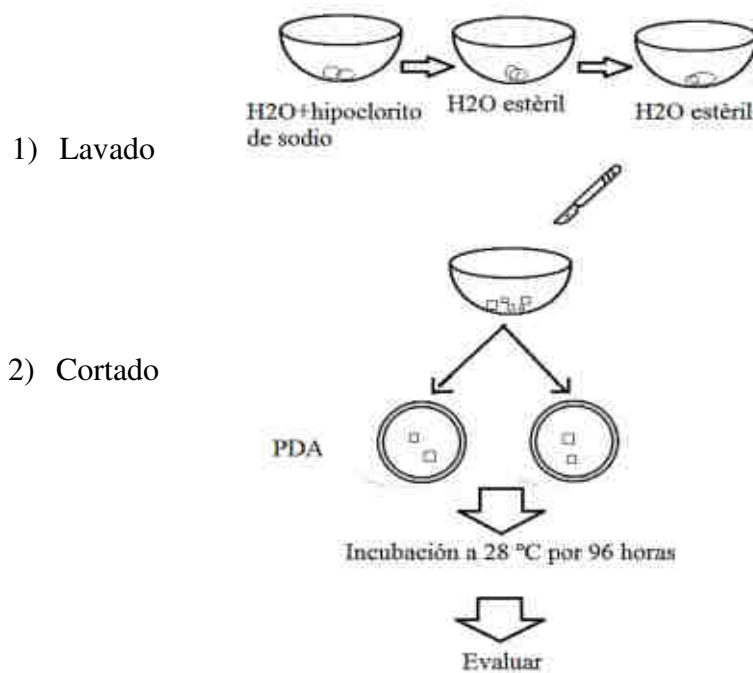 H2O+hipoclorito
de sodio
H2O estèril
H2O estèril
1) Lavado
2) Cortado
PDA
Incubación a 28 °C por 96 horas
Evaluar